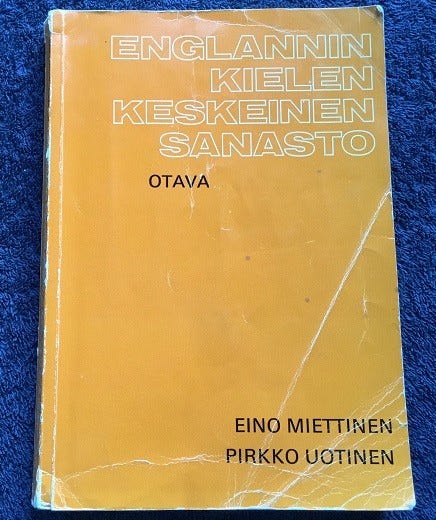 ENGLANNIN
KIELEN
KESKEINEN
SANASTO
OTAVA
EINO MIETTINEN
PIRKKO UOTINEN